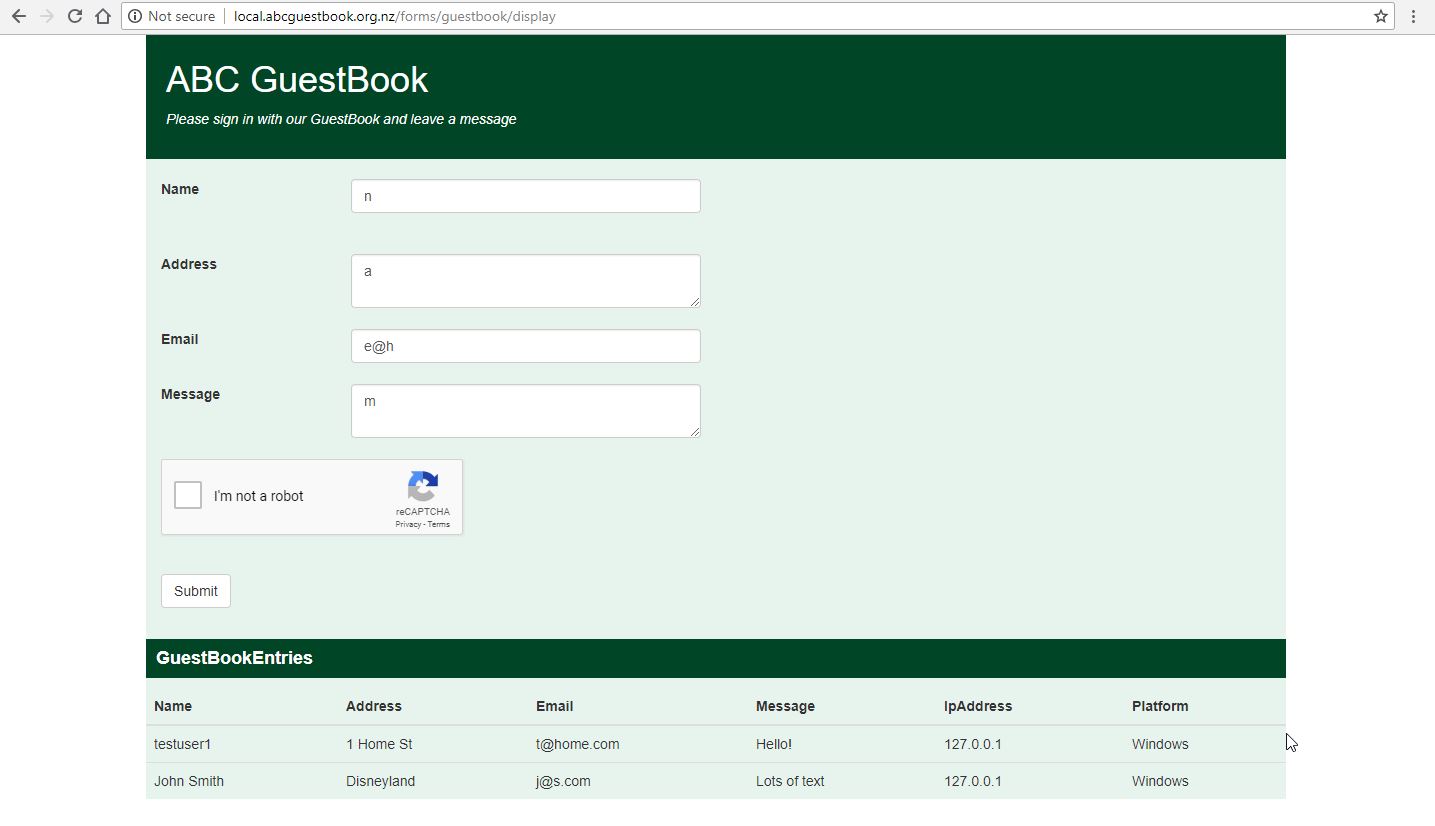 Not secure | local.abcguestbook.org.nz/forms/guestbook/display
ABC GuestBook
Please sign in with our GuestBook and leave a message
Name n
Address a
Email e@h
Message m
I'm not a robot
reCAPTCHA
Privacy - Terms
Submit
GuestBookEntries
Name Address Email Message IpAddress Platform
testuser1 1 Home St t@home.com Hello! 127.0.0.1 Windows
John Smith Disneyland j@s.com Lots of text 127.0.0.1 Windows